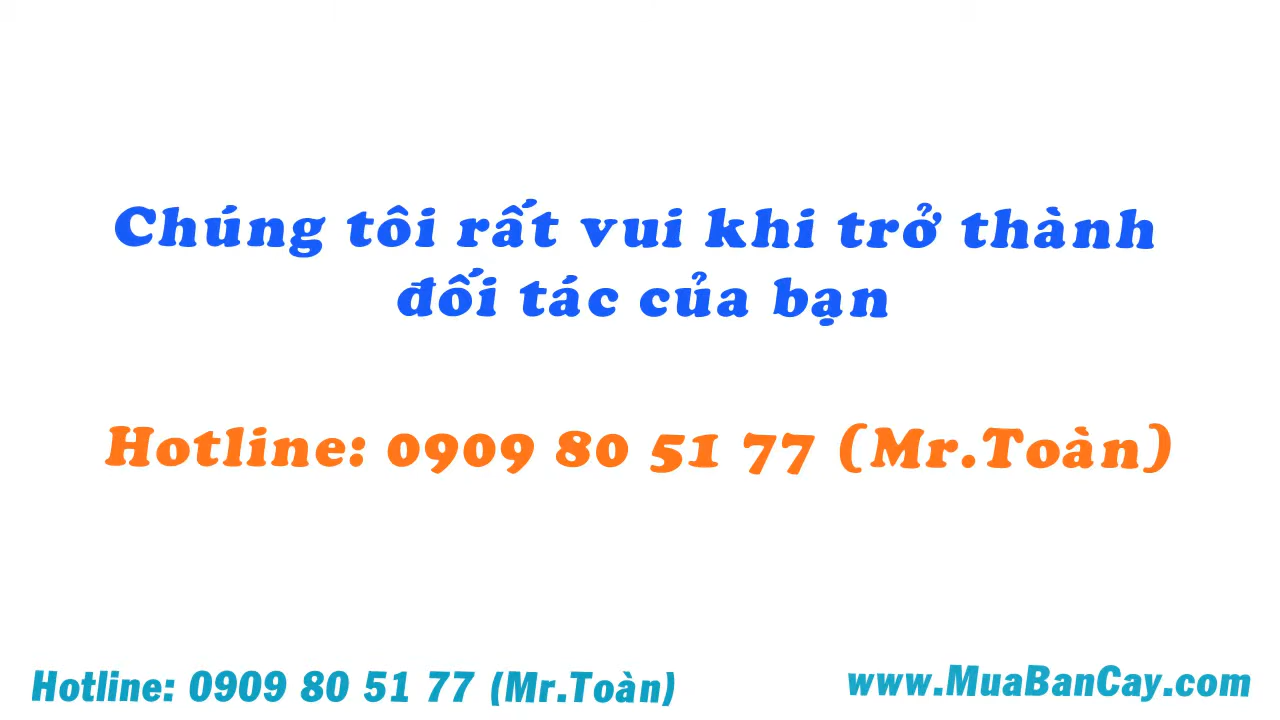 Chúng tôi rất vui khi trở thành
đối tác của bạn
Hotline: 0909 80 51 77 (Mr.Toàn)
Hotline: 0909 80 51 77 (Mr.Toàn)
www.MuaBanCay.com